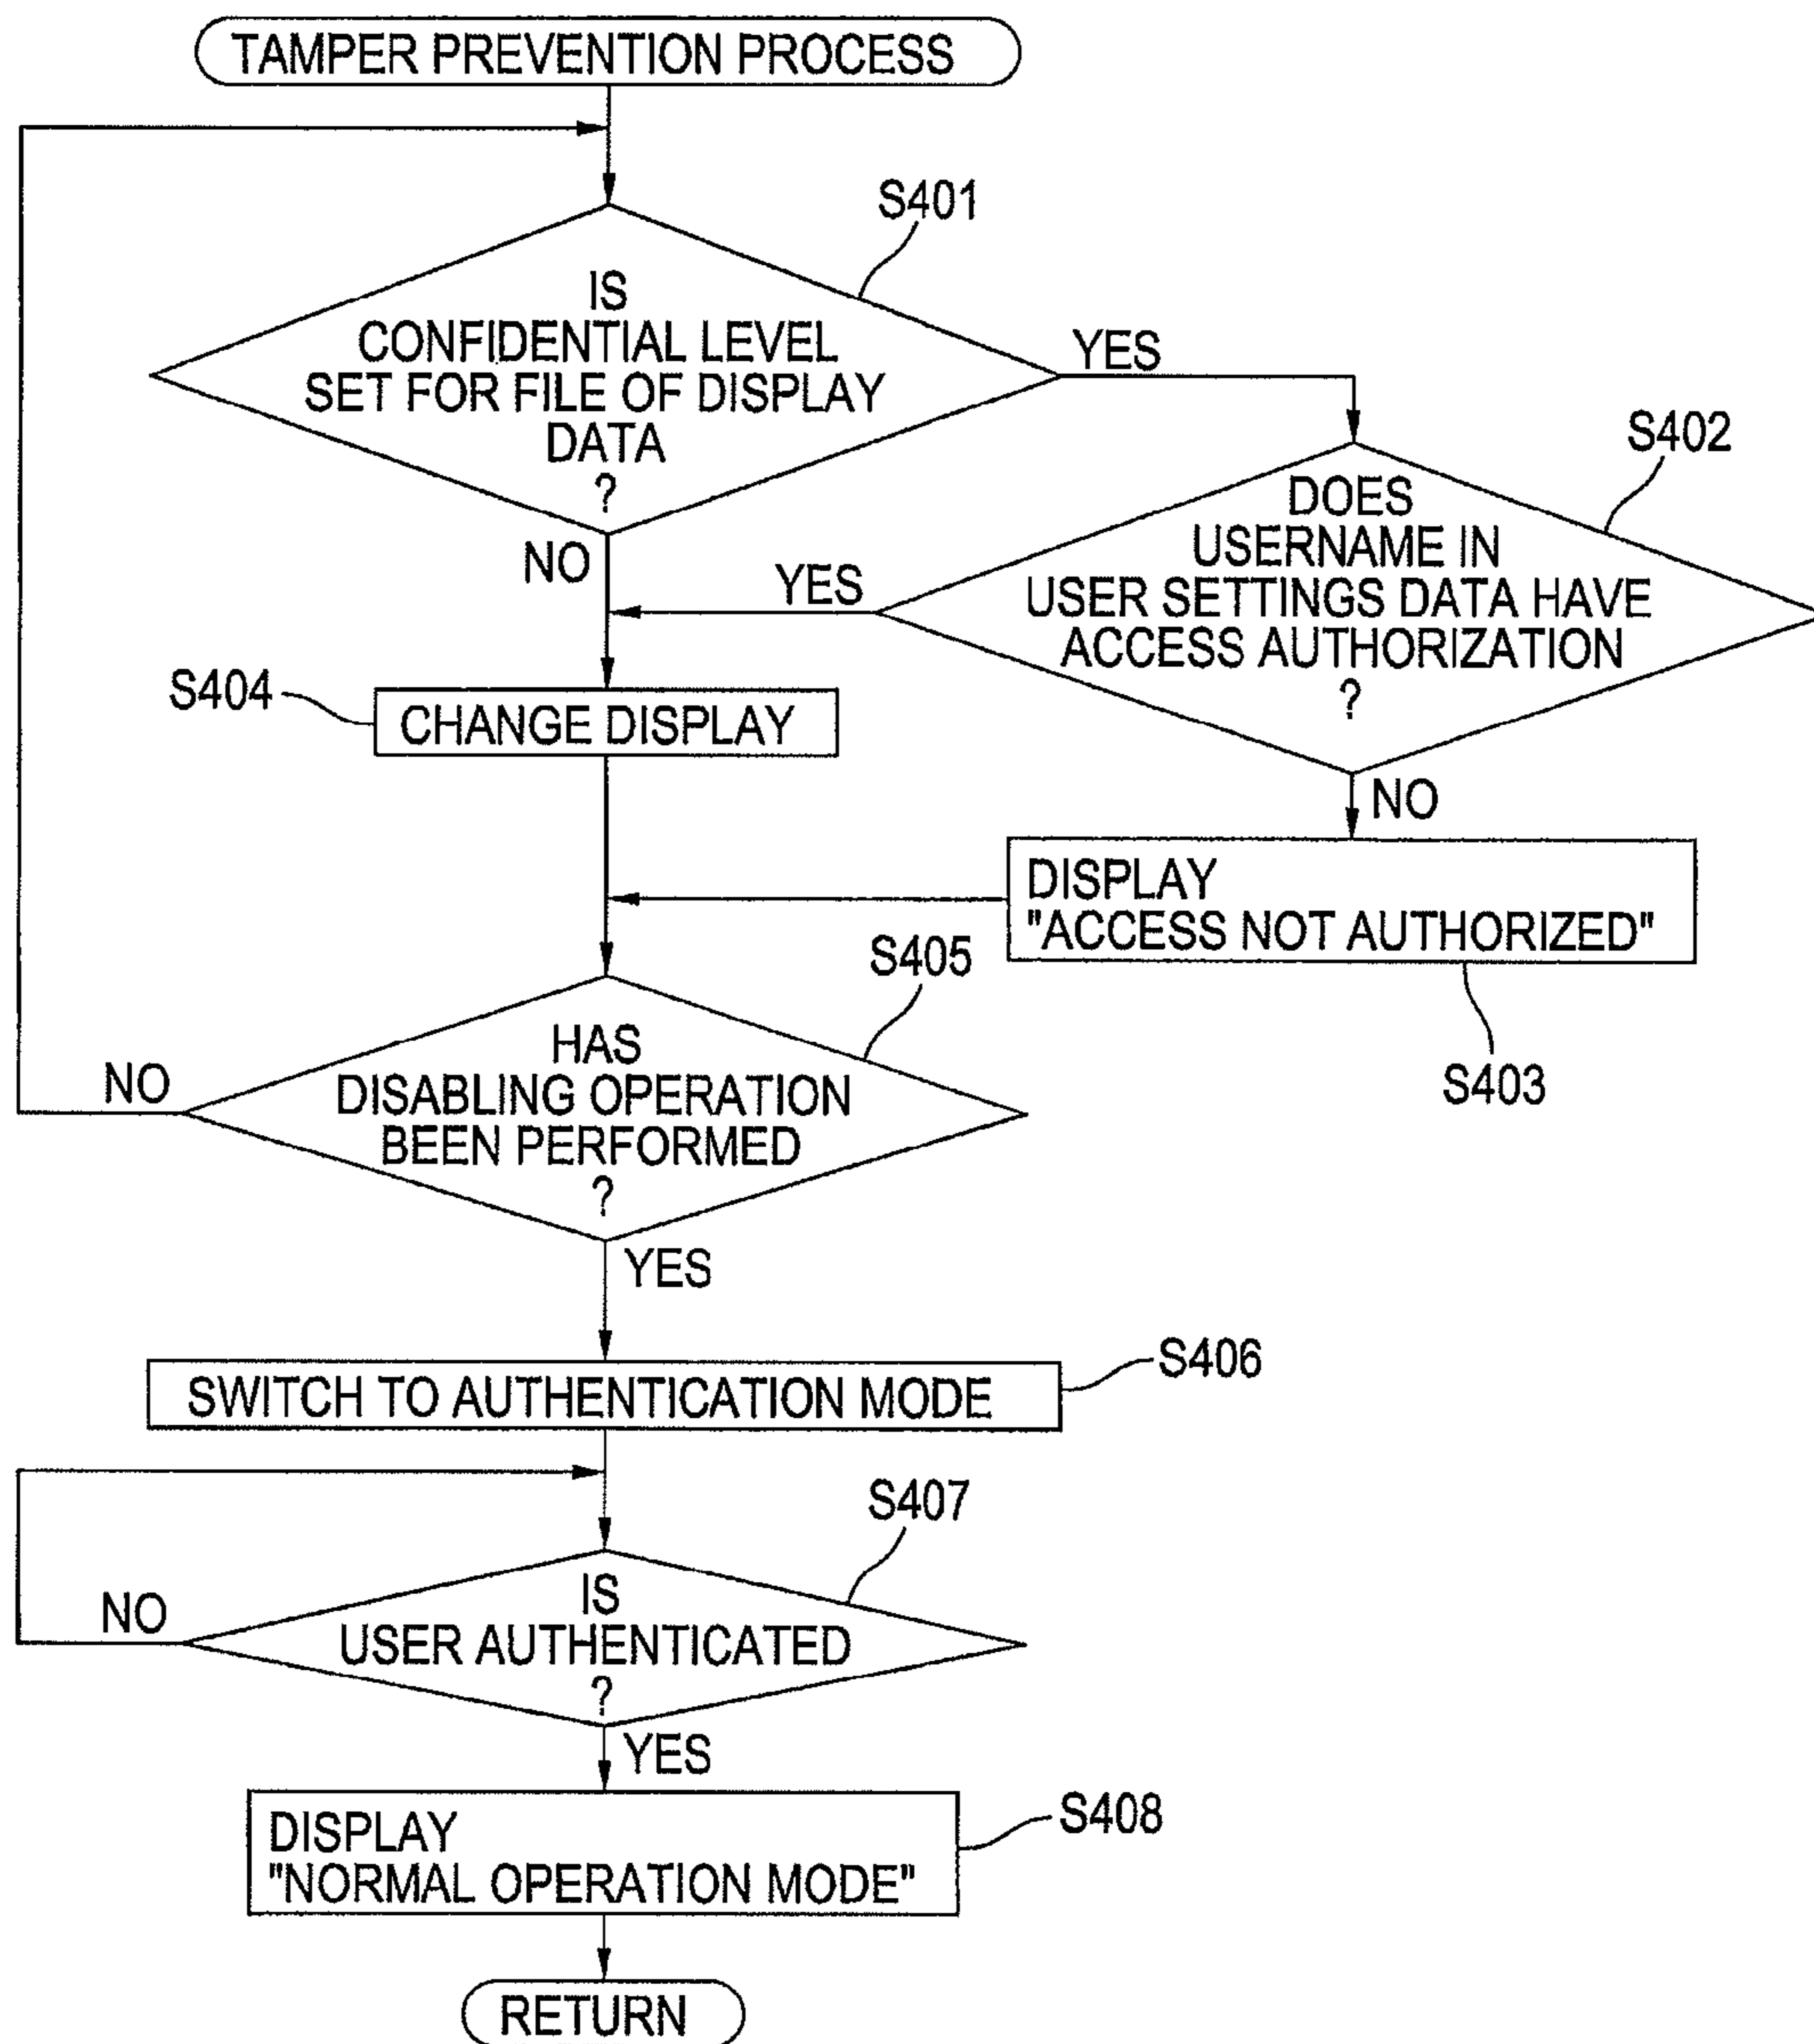 TAMPER PREVENTION PROCESS
S401
IS
CONFIDENTIAL LEVEL
SET FOR FILE OF DISPLAY
DATA
?
YES
NO
S402
DOES
USERNAME IN
USER SETTINGS DATA HAVE
ACCESS AUTHORIZATION
?
YES
NO
S404
CHANGE DISPLAY
DISPLAY
"ACCESS NOT AUTHORIZED"
S403
S405
HAS
DISABLING OPERATION
BEEN PERFORMED
?
NO
YES
SWITCH TO AUTHENTICATION MODE
S406
S407
IS
USER AUTHENTICATED
?
NO
YES
DISPLAY
"NORMAL OPERATION MODE"
S408
RETURN